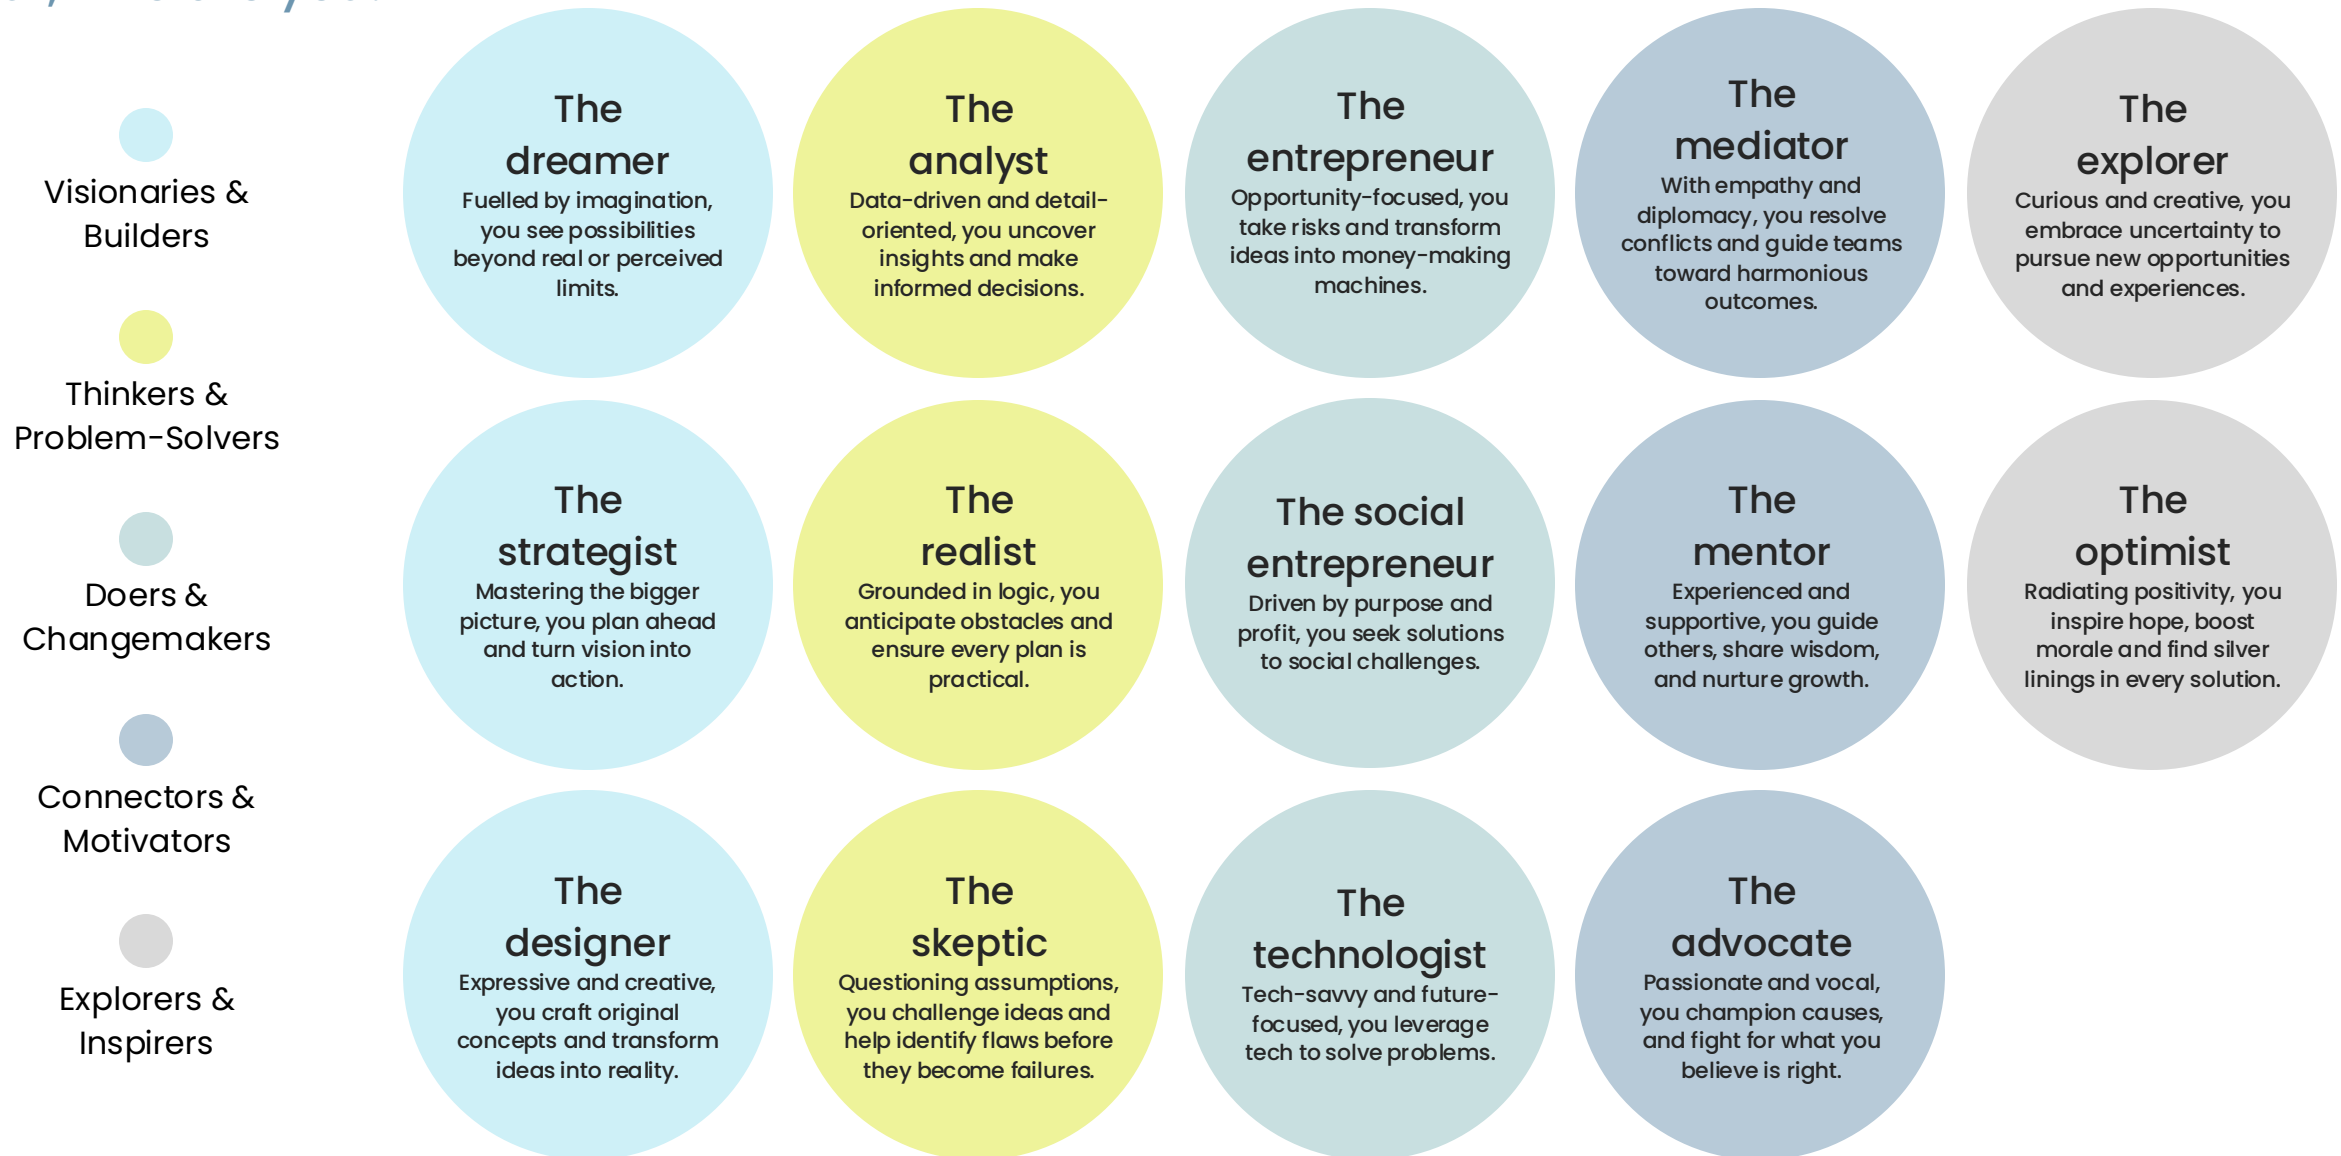 Visionaries &
Builders
Thinkers &
Problem-Solvers
Doers &
Changemakers
Connectors &
Motivators
Explorers &
Inspirers
The
dreamer
Fuelled by imagination,
you see possibilities
beyond real or perceived
limits.
The
analyst
Data-driven and detail-
oriented, you uncover
insights and make
informed decisions.
The
entrepreneur
Opportunity-focused, you
take risks and transform
ideas into money-making
machines.
The
mediator
With empathy and
diplomacy, you resolve
conflicts and guide teams
toward harmonious
outcomes.
The
explorer
Curious and creative, you
embrace uncertainty to
pursue new opportunities
and experiences.
The
strategist
Mastering the bigger
picture, you plan ahead
and turn vision into
action.
The
realist
Grounded in logic, you
anticipate obstacles and
ensure every plan is
practical.
The social
entrepreneur
Driven by purpose and
profit, you seek solutions
to social challenges.
The
mentor
Experienced and
supportive, you guide
others, share wisdom,
and nurture growth.
The
optimist
Radiating positivity, you
inspire hope, boost
morale and find silver
linings in every solution.
The
designer
Expressive and creative,
you craft original
concepts and transform
ideas into reality.
The
skeptic
Questioning assumptions,
you challenge ideas and
help identify flaws before
they become failures.
The
technologist
Tech-savvy and future-
focused, you leverage
tech to solve problems.
The
advocate
Passionate and vocal,
you champion causes,
and fight for what you
believe is right.